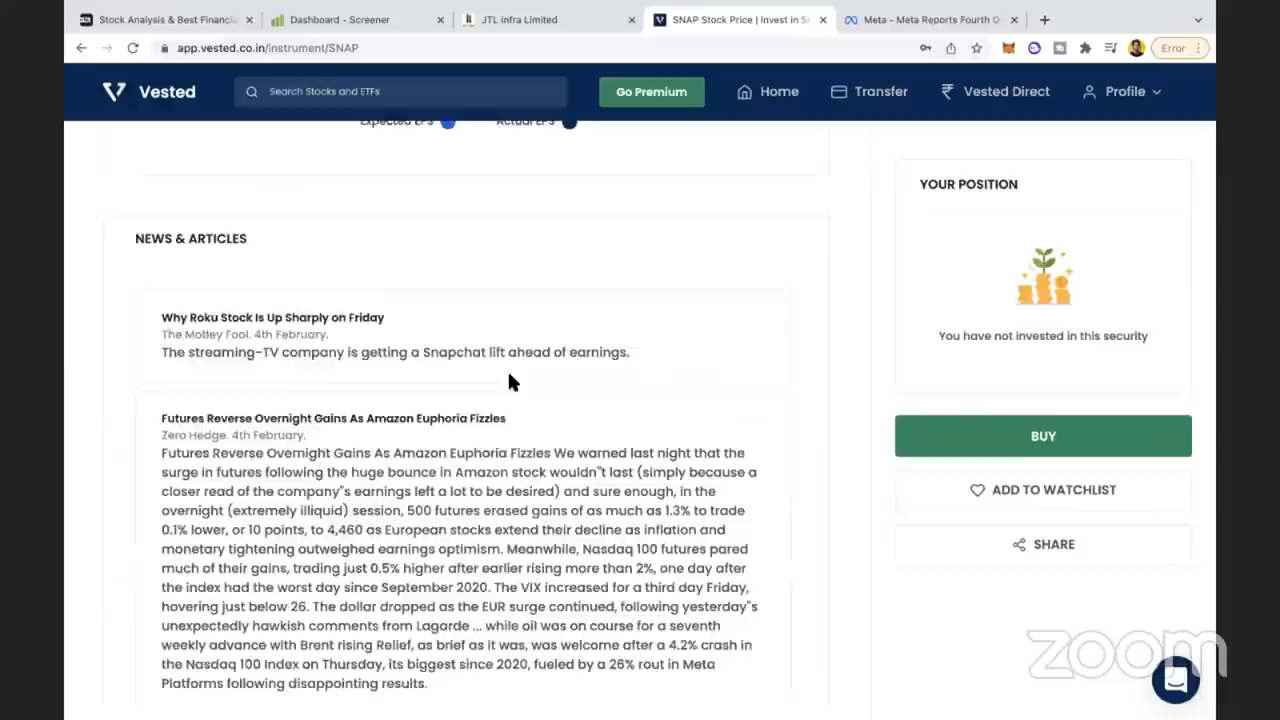 Stock Analysis & Best Financia
Dashboard - Screener
JTL Infra Limited
SNAP Stock Price | Invest in S
Meta - Meta Reports Fourth Q
app.vested.co.in/instrument/SNAP
Error
Vested
Search Stocks and ETFs
Go Premium
Home
Transfer
Vested Direct
Profile
Expected EPS
Actual EPS
NEWS & ARTICLES
Why Roku Stock Is Up Sharply on Friday
The Motley Fool. 4th February.
The streaming-TV company is getting a Snapchat lift ahead of earnings.
Futures Reverse Overnight Gains As Amazon Euphoria Fizzles
Zero Hedge. 4th February.
Futures Reverse Overnight Gains As Amazon Euphoria Fizzles We warned last night that the
surge in futures following the huge bounce in Amazon stock wouldn"t last (simply because a
closer read of the company"s earnings left a lot to be desired) and sure enough, in the
overnight (extremely illiquid) session, 500 futures erased gains of as much as 1.3% to trade
0.1% lower, or 10 points, to 4,460 as European stocks extend their decline as inflation and
monetary tightening outweighed earnings optimism. Meanwhile, Nasdaq 100 futures pared
much of their gains, trading just 0.5% higher after earlier rising more than 2%, one day after
the index had the worst day since September 2020. The VIX increased for a third day Friday,
hovering just below 26. The dollar dropped as the EUR surge continued, following yesterday"s
unexpectedly hawkish comments from Lagarde ... while oil was on course for a seventh
weekly advance with Brent rising Relief, as brief as it was, was welcome after a 4.2% crash in
the Nasdaq 100 Index on Thursday, its biggest since 2020, fueled by a 26% rout in Meta
Platforms following disappointing results.
YOUR POSITION
You have not invested in this security
BUY
ADD TO WATCHLIST
SHARE
zoom